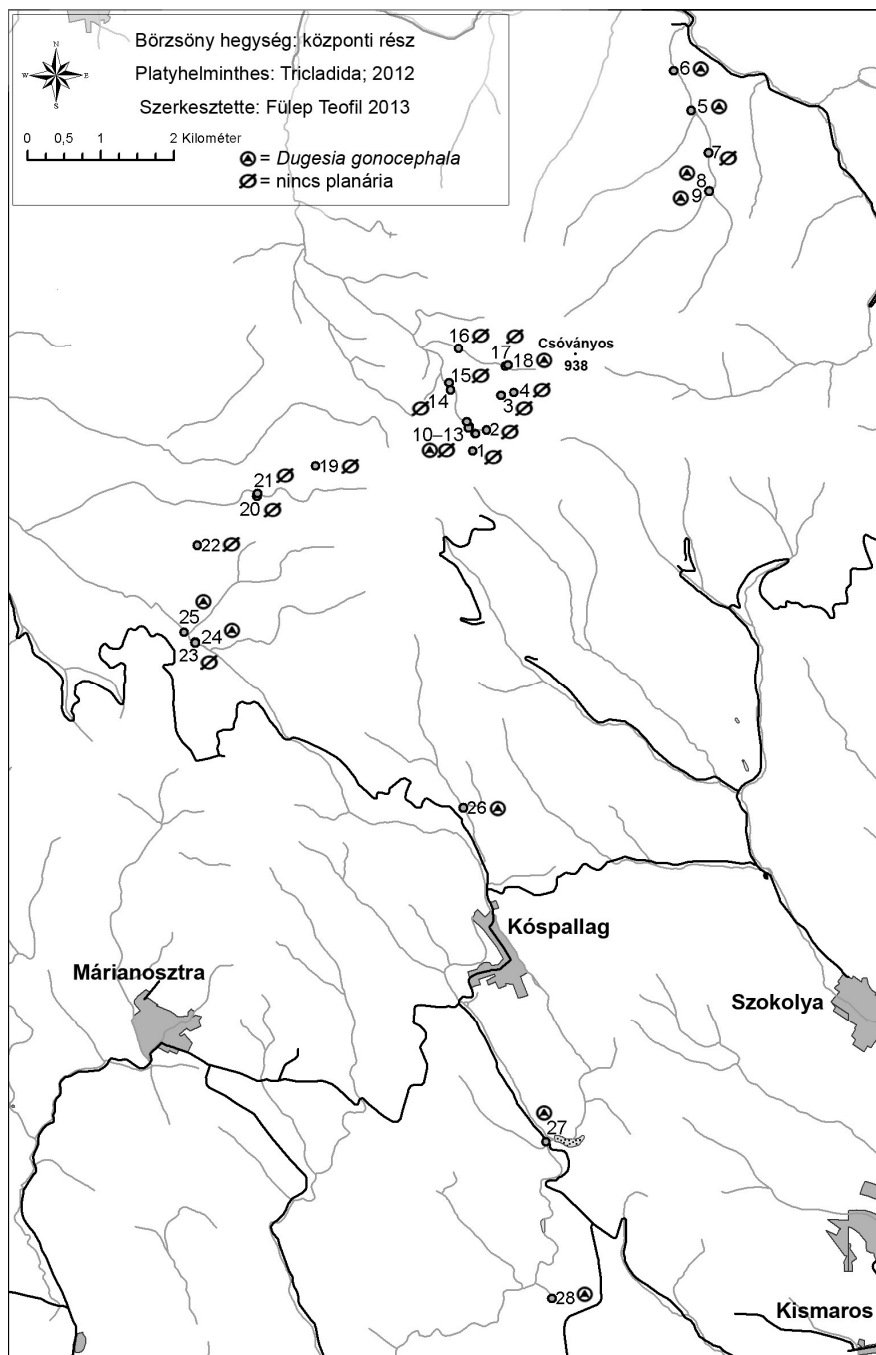 Börzsöny hegység: központi rész
Platyhelminthes: Tricladida; 2012
Szerkesztette: Fülep Teofil 2013
N
W E
S
0 0,5 1 2 Kilométer
= Dugesia gonocephala
= nincs planária
6
5
7
8
9
16
17
18
Csóványos
938
15
14
4
3
10–13
2
1
19
21
20
22
25
24
23
26
Kóspallag
Márianosztra
Szokolya
27
28
Kismaros